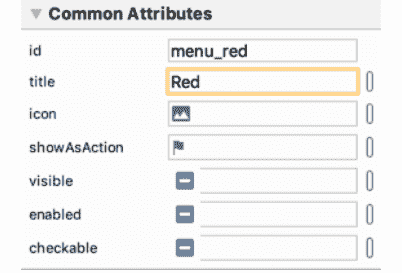 Common Attributes
id menu_red
title Red
icon
showAsAction
visible
enabled
checkable